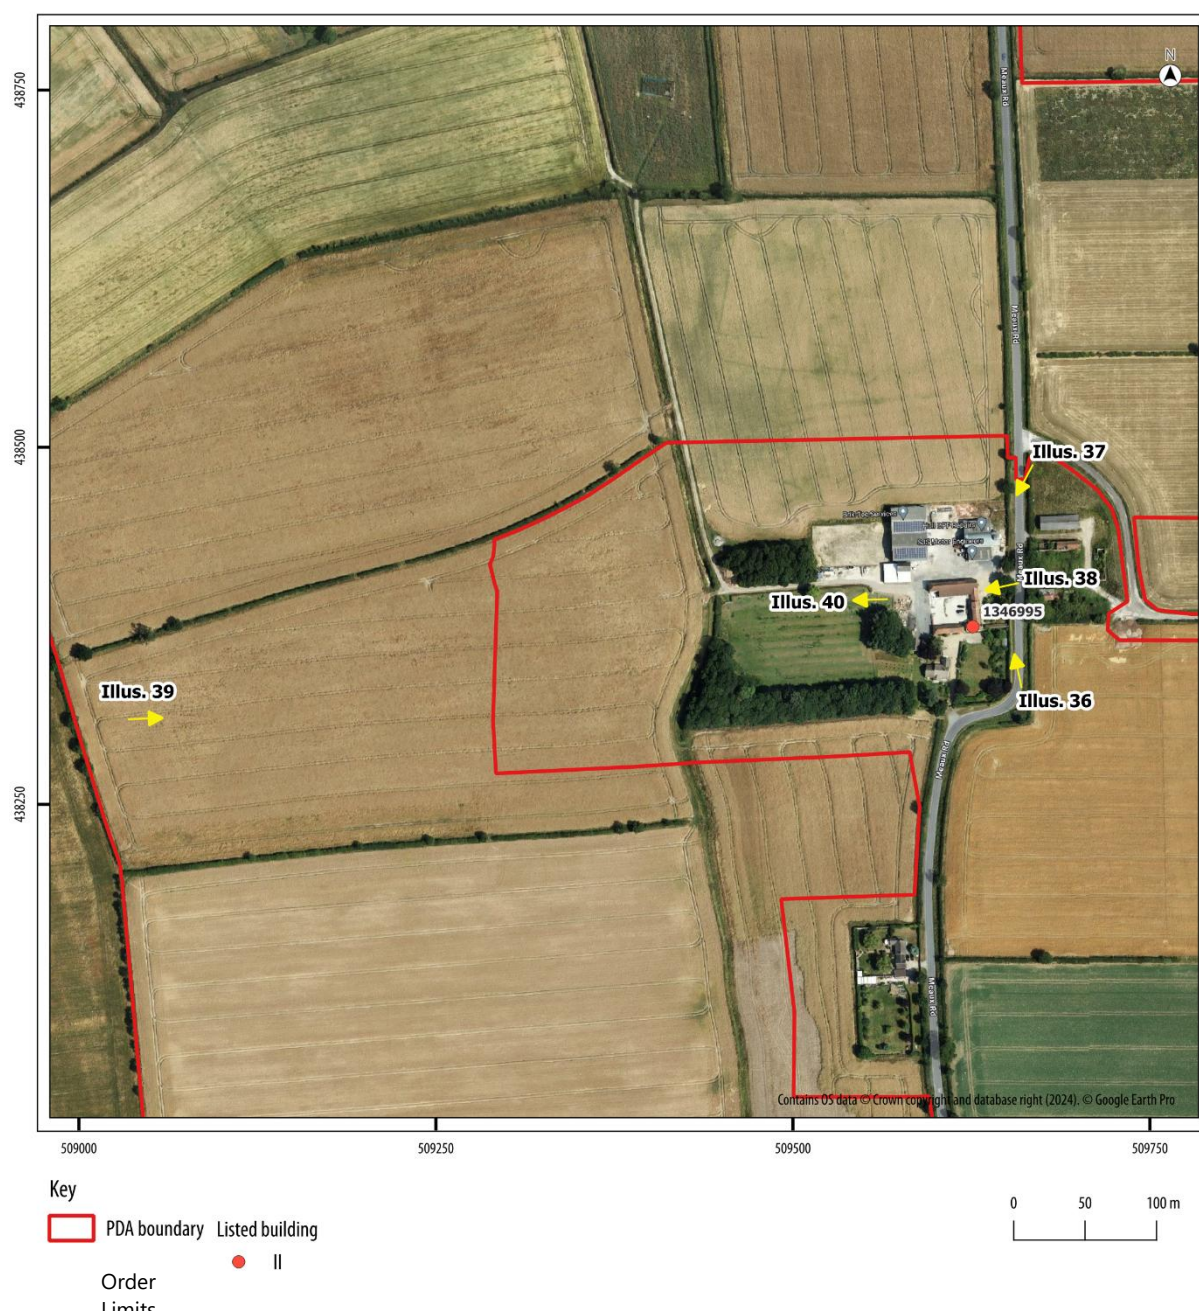 438750
438500
438250
N
Meaux Rd
Meaux Rd
Illus. 37
Meaux Rd
Illus. 38
Illus. 40
1346995
Illus. 39
Illus. 36
Meaux Rd
Meaux Rd
Contains OS data © Crown copyright and database right (2024). © Google Earth Pro
509000
509250
509500
509750
Key
PDA boundary
Listed building
II
Order
Limits
0
50
100 m